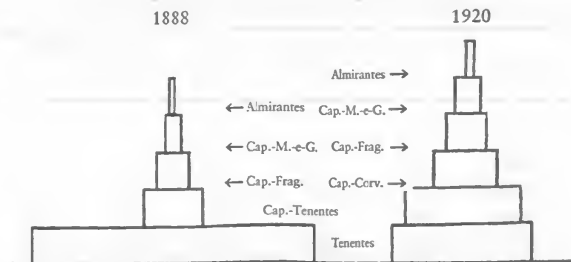 1888 1920
Almirantes →
← Almirantes Cap.-M.-e-G. →
← Cap.-M.-e-G. Cap.-Frag. →
← Cap.-Frag. Cap.-Corv. →
Cap.-Tenentes
Tenentes